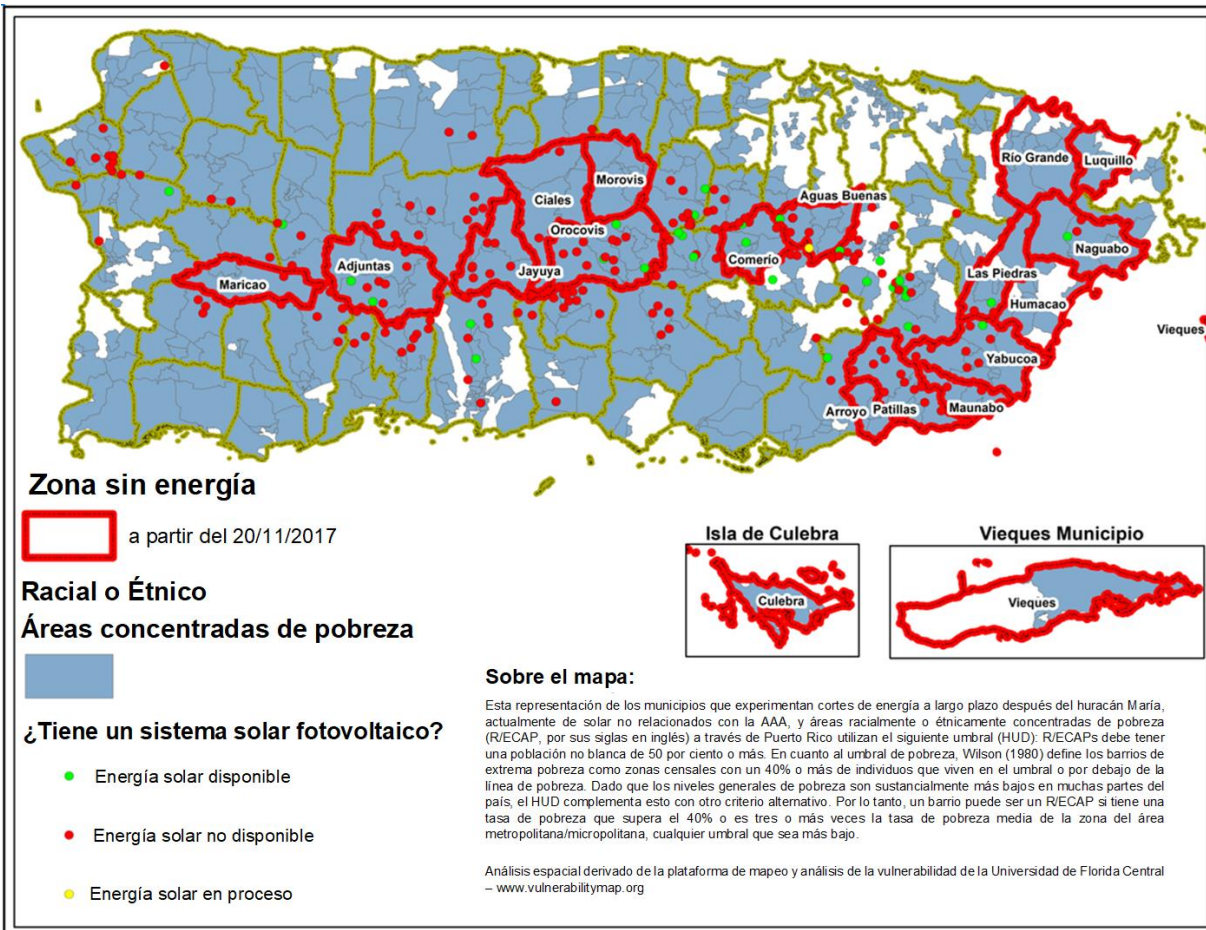 Río Grande
Luquillo
Morovis
Ciales
Aguas Buenas
Orocovis
Naguabo
Comerío
Adjuntas
Jayuya
Las Piedras
Maricao
Humacao
Vieques
Yabucoa
Arroyo
Patillas
Maunabo
Zona sin energía
a partir del 20/11/2017
Racial o Étnico
Áreas concentradas de pobreza
¿Tiene un sistema solar fotovoltaico?
Energía solar disponible
Energía solar no disponible
Energía solar en proceso
Isla de Culebra
Culebra
Vieques Municipio
Vieques
Sobre el mapa:
Esta representación de los municipios que experimentan cortes de energía a largo plazo después del huracán María,
actualmente de solar no relacionados con la AAA, y áreas racialmente o étnicamente concentradas de pobreza
(R/ECAP, por sus siglas en inglés) a través de Puerto Rico utilizan el siguiente umbral (HUD): R/ECAPs debe tener
una población no blanca de 50 por ciento o más. En cuanto al umbral de pobreza, Wilson (1980) define los barrios de
extrema pobreza como zonas censales con un 40% o más de individuos que viven en el umbral o por debajo de la
línea de pobreza. Dado que los niveles generales de pobreza son sustancialmente más bajos en muchas partes del
país, el HUD complementa esto con otro criterio alternativo. Por lo tanto, un barrio puede ser un R/ECAP si tiene una
tasa de pobreza que supera el 40% o es tres o más veces la tasa de pobreza media de la zona del área
metropolitana/micropolitana, cualquier umbral que sea más bajo.
Análisis espacial derivado de la plataforma de mapeo y análisis de la vulnerabilidad de la Universidad de Florida Central
– www.vulnerabilitymap.org